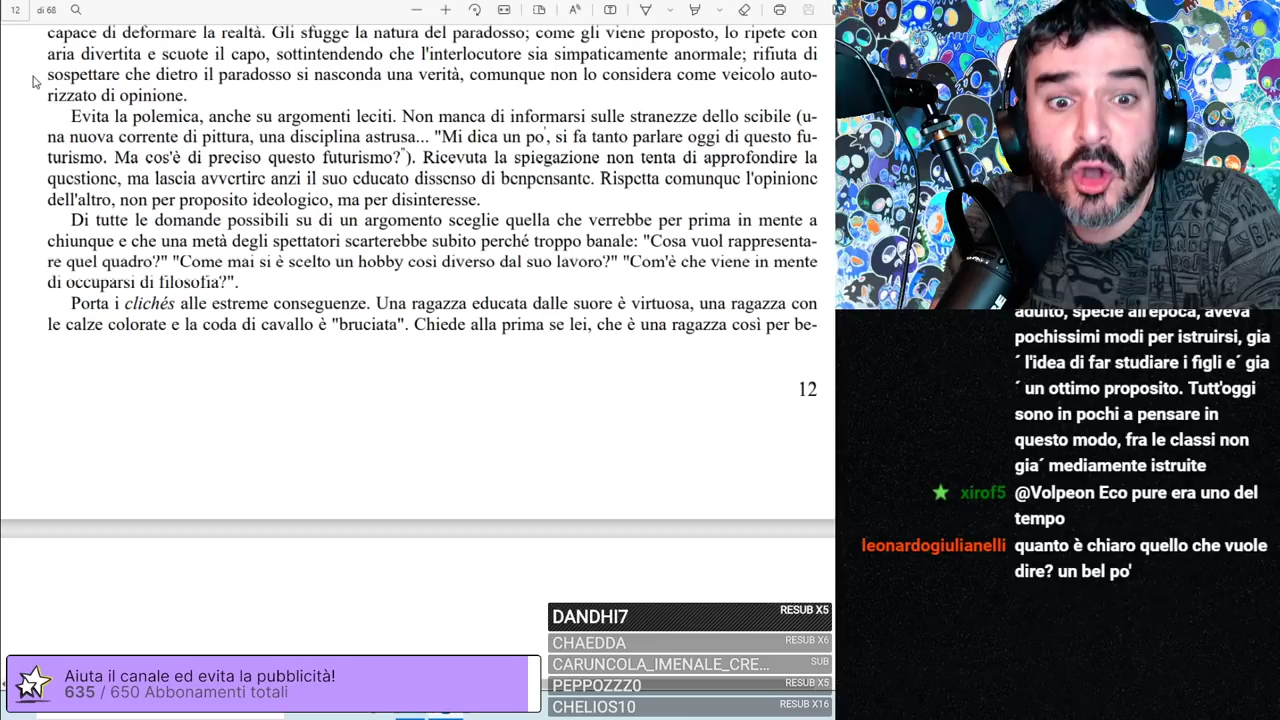 12
di 68
capace di deformare la realtà. Gli sfugge la natura del paradosso; come gli viene proposto, lo ripete con
aria divertita e scuote il capo, sottintendendo che l'interlocutore sia simpaticamente anormale; rifiuta di
sospettare che dietro il paradosso si nasconda una verità, comunque non lo considera come veicolo auto-
rizzato di opinione.
Evita la polemica, anche su argomenti leciti. Non manca di informarsi sulle stranezze dello scibile (u-
na nuova corrente di pittura, una disciplina astrusa... "Mi dica un po', si fa tanto parlare oggi di questo fu-
turismo. Ma cos'è di preciso questo futurismo?"). Ricevuta la spiegazione non tenta di approfondire la
questione, ma lascia avvertire anzi il suo educato dissenso di benpensante. Rispetta comunque l'opinione
dell'altro, non per proposito ideologico, ma per disinteresse.
Di tutte le domande possibili su di un argomento sceglie quella che verrebbe per prima in mente a
chiunque e che una metà degli spettatori scarterebbe subito perché troppo banale: "Cosa vuol rappresenta-
re quel quadro?" "Come mai si è scelto un hobby così diverso dal suo lavoro?" "Com'è che viene in mente
di occuparsi di filosofia?".
Porta i clichés alle estreme conseguenze. Una ragazza educata dalle suore è virtuosa, una ragazza con
le calze colorate e la coda di cavallo è "bruciata". Chiede alla prima se lei, che è una ragazza così per be-
12
adulto, specie all'epoca, aveva
pochissimi modi per istruirsi, gia
´ l'idea di far studiare i figli e´ gia
´ un ottimo proposito. Tutt'oggi
sono in pochi a pensare in
questo modo, fra le classi non
gia´ mediamente istruite
xirof5 @Volpeon Eco pure era uno del
tempo
leonardogiulianelli quanto è chiaro quello che vuole
dire? un bel po'
DANDHI7 RESUB X5
CHAEDDA RESUB X6
CARUNCOLA_IMENALE_CRE... SUB
PEPPOZZZ0 RESUB X5
CHELIOS10 RESUB X16
Aiuta il canale ed evita la pubblicità!
635 / 650 Abbonamenti totali